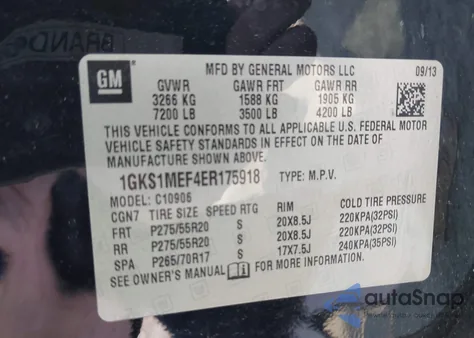 GM
MFD BY GENERAL MOTORS LLC 09/13
GVWR GAWR FRT GAWR RR
3266 KG 1588 KG 1905 KG
7200 LB 3500 LB 4200 LB
THIS VEHICLE CONFORMS TO ALL APPLICABLE U.S. FEDERAL MOTOR
VEHICLE SAFETY STANDARDS IN EFFECT ON THE DATE OF
MANUFACTURE SHOWN ABOVE.
1GKS1MEF4ER175918 TYPE: M.P.V.
MODEL: C10906
CGN7 TIRE SIZE SPEED RTG RIM COLD TIRE PRESSURE
FRT P275/55R20 S 20X8.5J 220KPA(32PSI)
RR P275/55R20 S 20X8.5J 220KPA(32PSI)
SPA P265/70R17 S 17X7.5J 240KPA(35PSI)
SEE OWNER'S MANUAL FOR MORE INFORMATION.
autoSnap